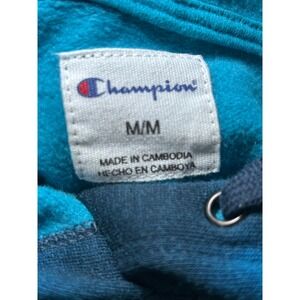 Champion
M/M
MADE IN CAMBODIA
HECHO EN CAMBOYA